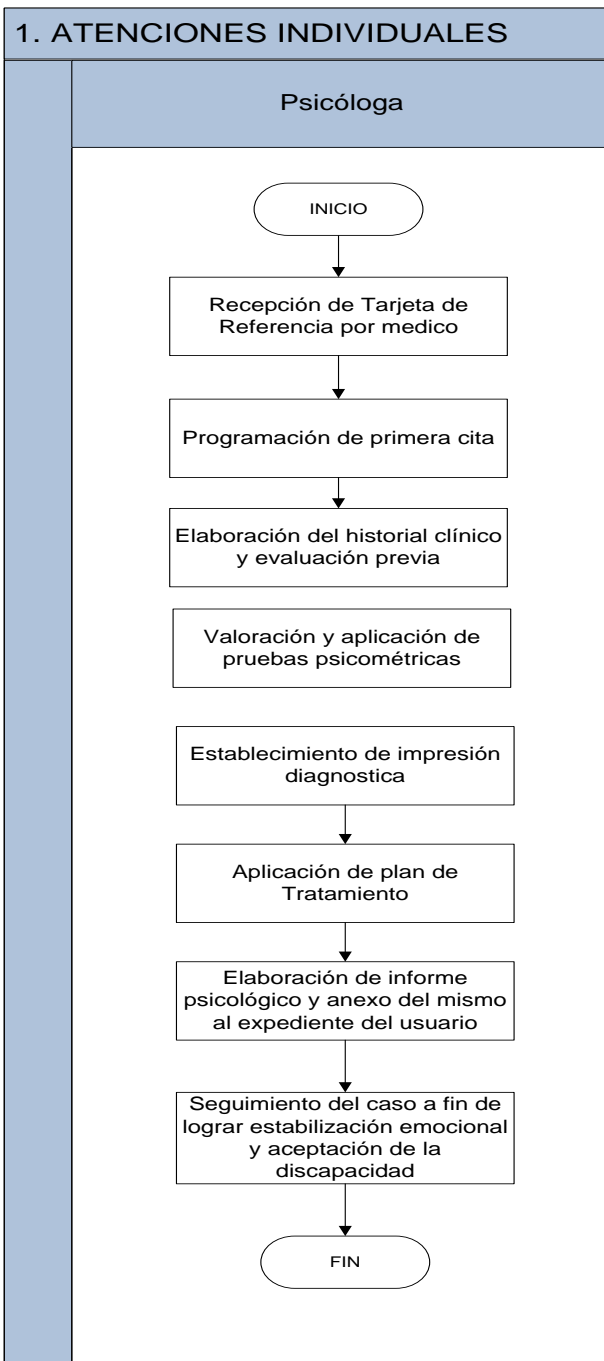 1. ATENCIONES INDIVIDUALES
Psicóloga
INICIO
Recepción de Tarjeta de
Referencia por medico
Programación de primera cita
Elaboración del historial clínico
y evaluación previa
Valoración y aplicación de
pruebas psicométricas
Establecimiento de impresión
diagnostica
Aplicación de plan de
Tratamiento
Elaboración de informe
psicológico y anexo del mismo
al expediente del usuario
Seguimiento del caso a fin de
lograr estabilización emocional
y aceptación de la
discapacidad
FIN